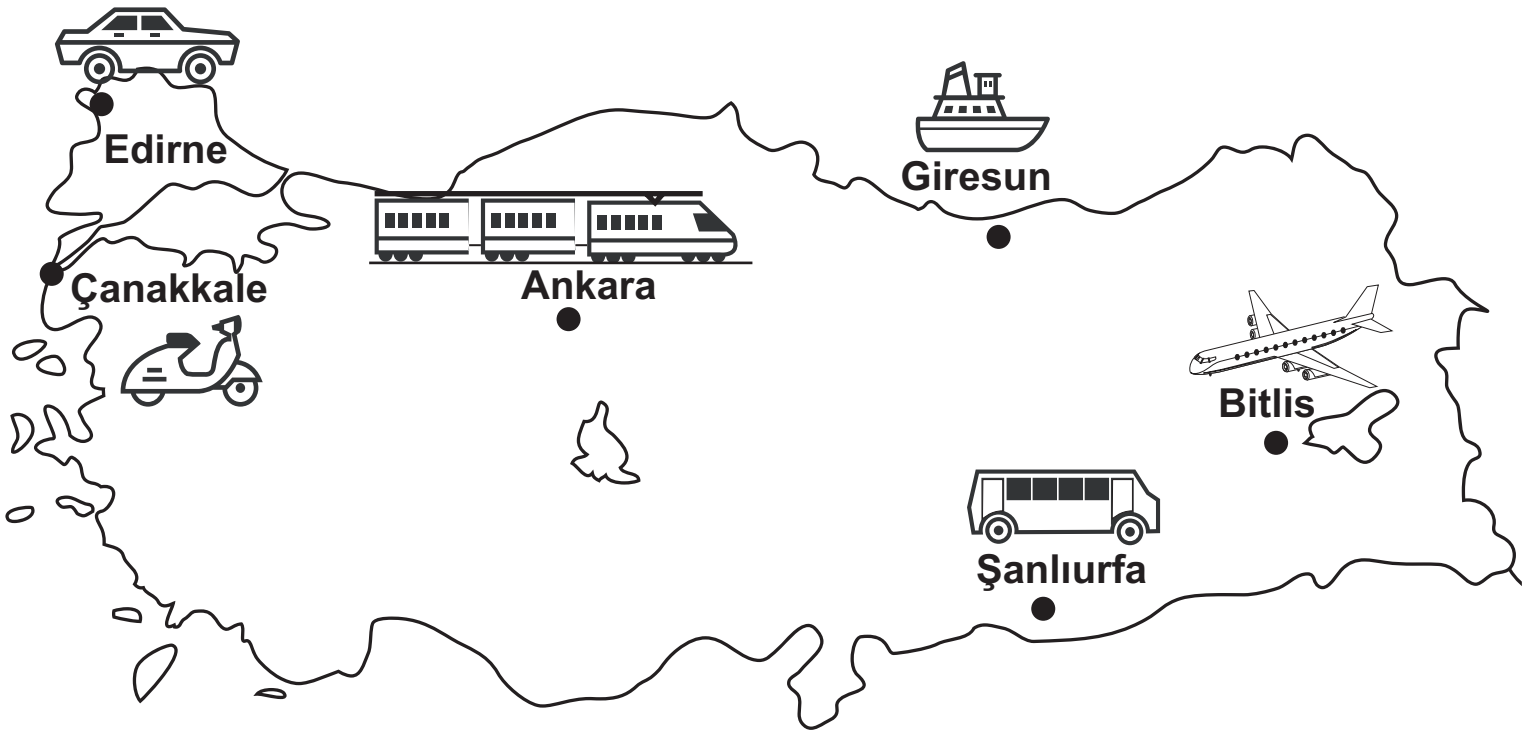 Edirne
Giresun
Çanakkale
Ankara
Bitlis
Şanlıurfa